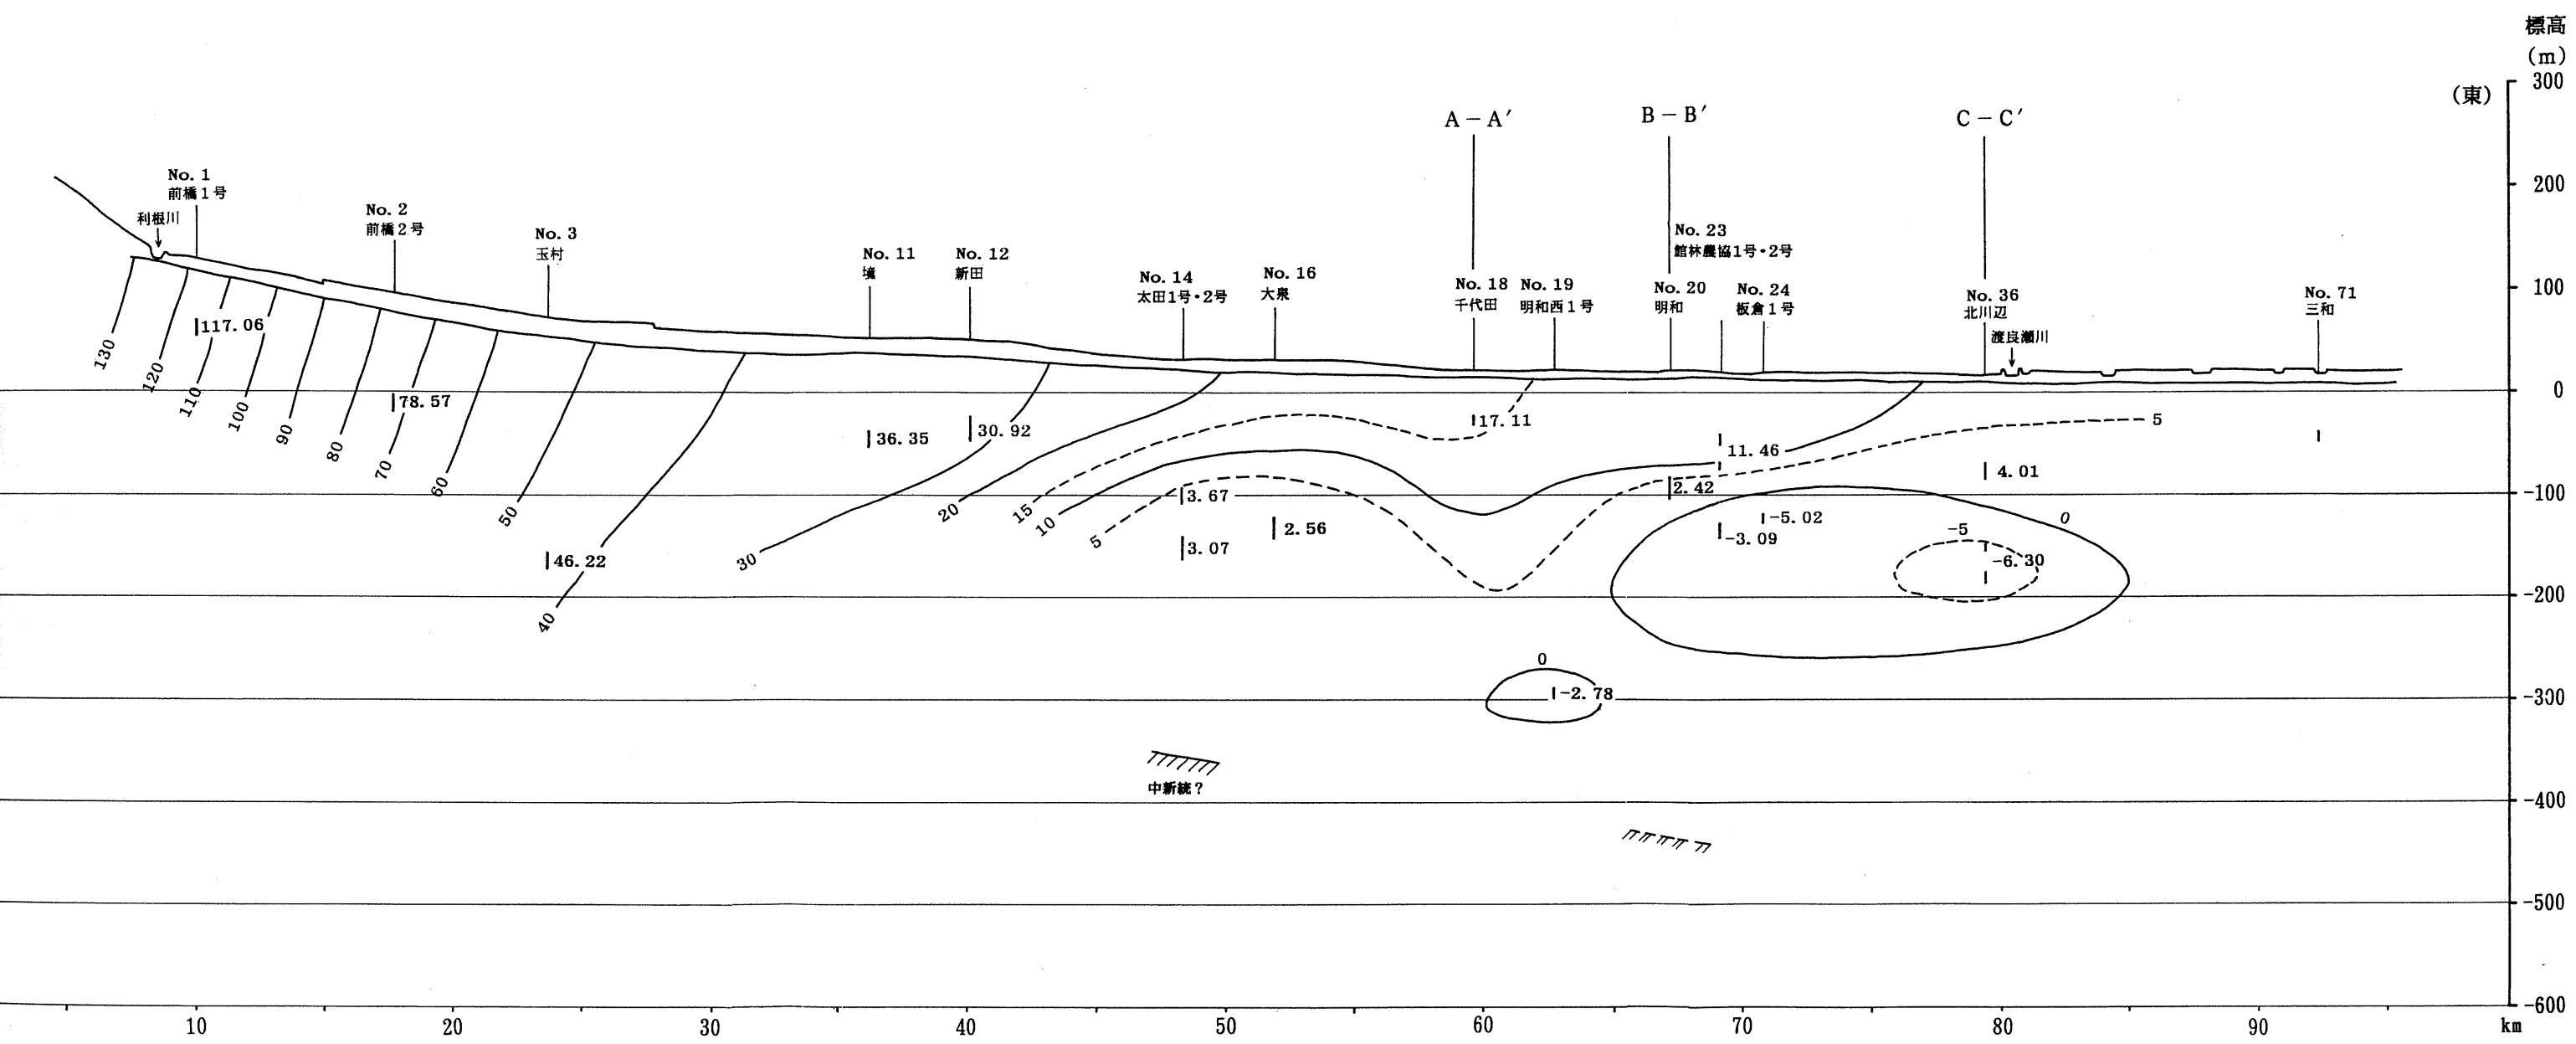 標高
(m)
300
(東)
A－A′
B－B′
C－C′
200
No. 1
前橋1号
利根川
No. 2
前橋2号
No. 3
玉村
No. 11
境
No. 12
新田
No. 14
太田1号・2号
No. 16
大泉
No. 18
千代田
No. 19
明和西1号
No. 23
館林農協1号・2号
No. 20
明和
No. 24
板倉1号
No. 36
北川辺
渡良瀬川
No. 71
三和
100
0
-100
-200
-300
-400
-500
-600
130
120
110
100
90
80
70
60
50
40
30
20
15
10
5
5
0
-5
0
117.06
78.57
46.22
36.35
30.92
3.67
3.07
2.56
17.11
11.46
2.42
-5.02
-3.09
4.01
-6.30
-2.78
中新統？
10
20
30
40
50
60
70
80
90
km